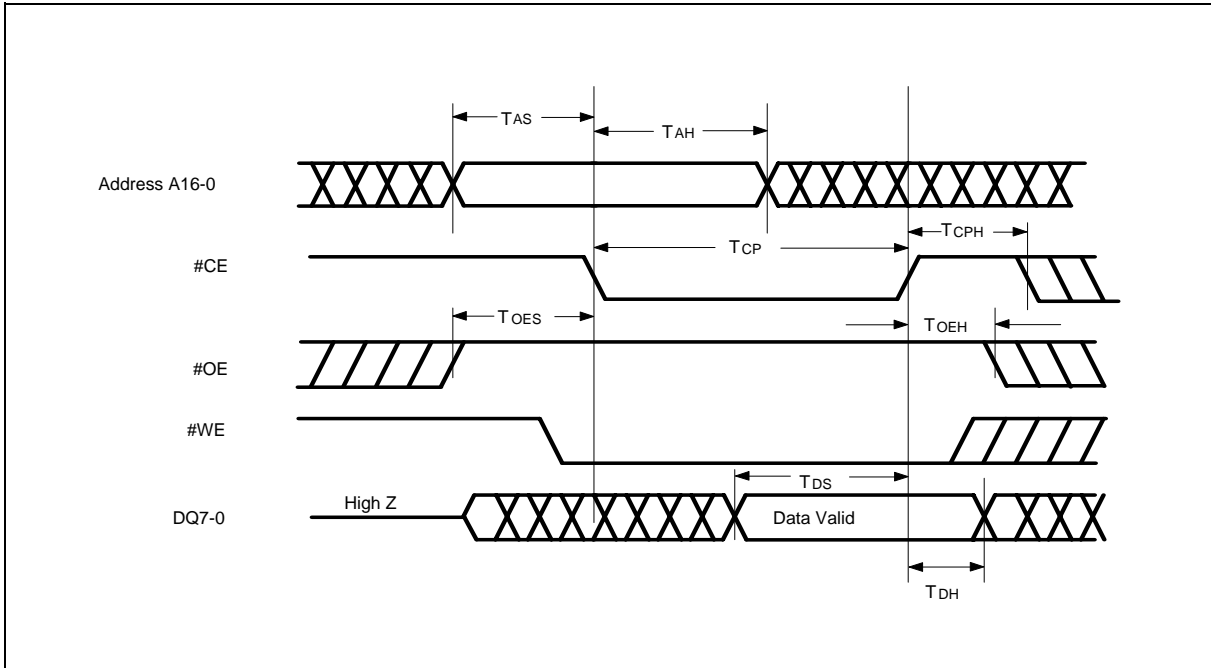 TAS
TAH
Address A16-0
TCPH
TCP
#CE
TOES
TOEH
#OE
#WE
TDS
High Z
Data Valid
DQ7-0
TDH